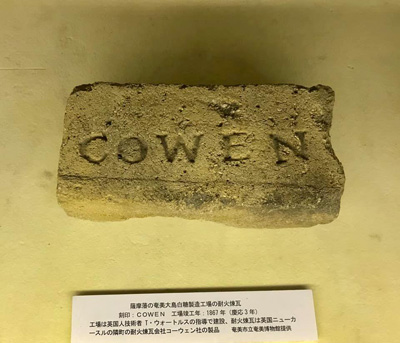 COWEN
薩摩藩の奄美大島白糖製造工場の耐火煉瓦
刻印：ＣＯＷＥＮ　工場竣工年：1867年（慶応3年）
工場は英国人技術者T・ウォートルスの指導で建設。耐火煉瓦は英国ニューカ
ースルの隣町の耐火煉瓦会社コーウェン社の製品　奄美市立奄美博物館提供